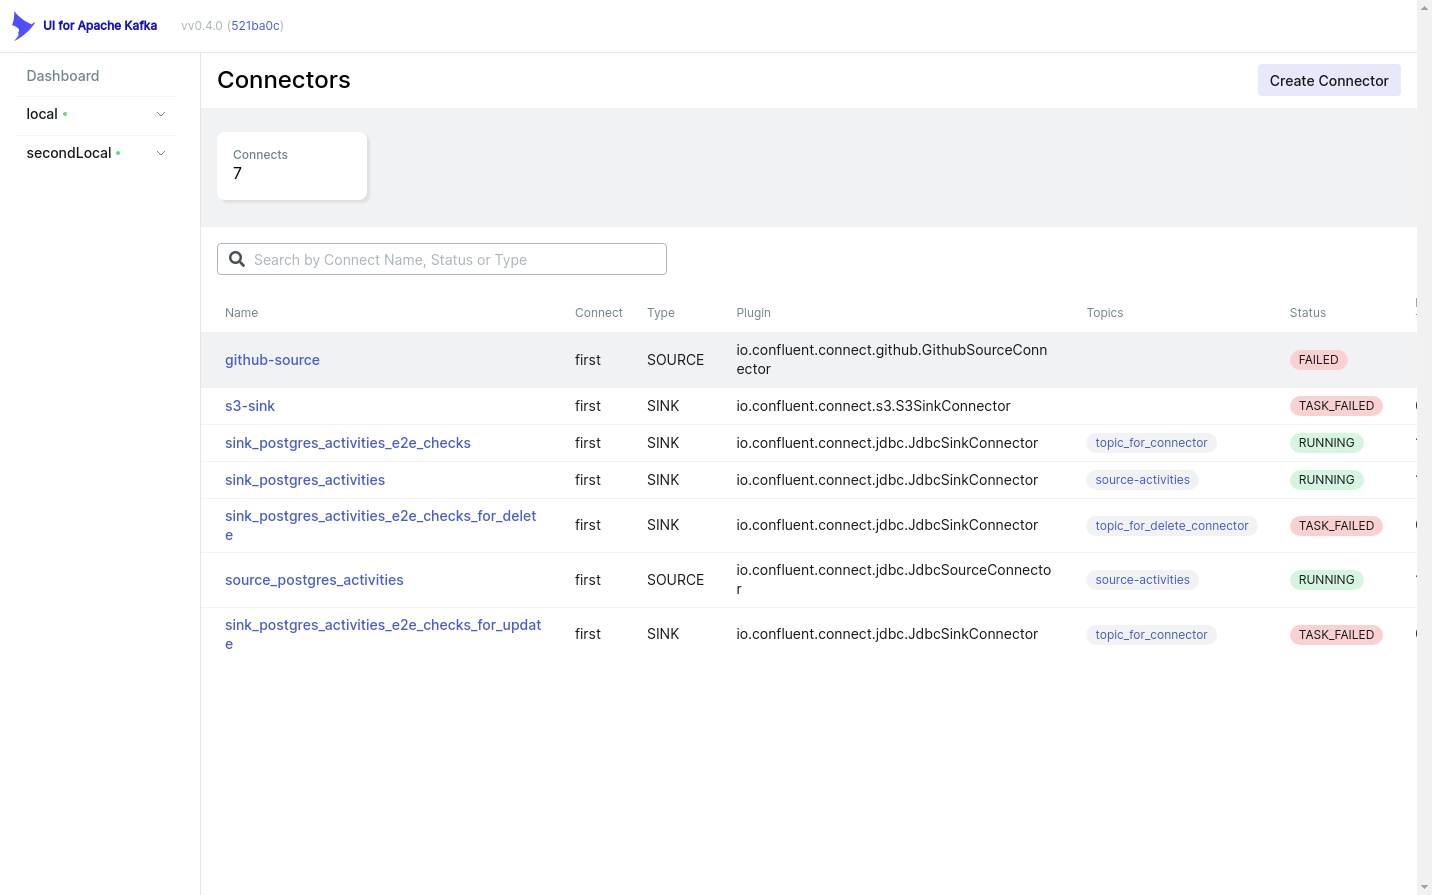 UI for Apache Kafka vv0.4.0 (521ba0c)
Dashboard
local
secondLocal
Connectors
Create Connector
Connects
7
Search by Connect Name, Status or Type
Name Connect Type Plugin Topics Status
github-source first SOURCE io.confluent.connect.github.GithubSourceConn
ector FAILED
s3-sink first SINK io.confluent.connect.s3.S3SinkConnector TASK_FAILED
sink_postgres_activities_e2e_checks first SINK io.confluent.connect.jdbc.JdbcSinkConnector topic_for_connector RUNNING
sink_postgres_activities first SINK io.confluent.connect.jdbc.JdbcSinkConnector source-activities RUNNING
sink_postgres_activities_e2e_checks_for_delet
e first SINK io.confluent.connect.jdbc.JdbcSinkConnector topic_for_delete_connector TASK_FAILED
source_postgres_activities first SOURCE io.confluent.connect.jdbc.JdbcSourceConnecto
r source-activities RUNNING
sink_postgres_activities_e2e_checks_for_updat
e first SINK io.confluent.connect.jdbc.JdbcSinkConnector topic_for_connector TASK_FAILED